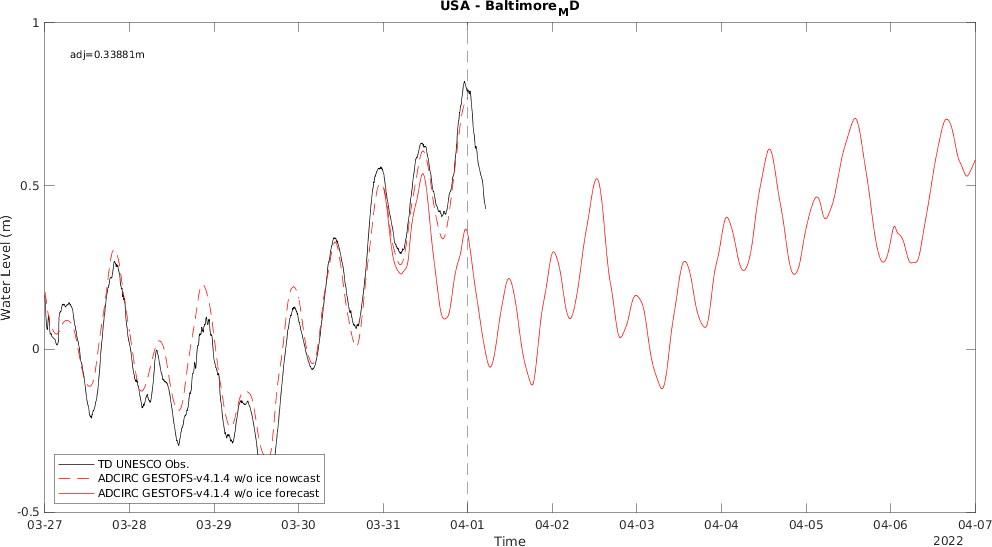 USA - Baltimore_MD
adj=0.33881m
1
0.5
0
-0.5
Water Level (m)
TD UNESCO Obs.
ADCIRC GESTOFS-v4.1.4 w/o ice nowcast
ADCIRC GESTOFS-v4.1.4 w/o ice forecast
03-27 03-28 03-29 03-30 03-31 04-01 04-02 04-03 04-04 04-05 04-06 04-07
Time
2022